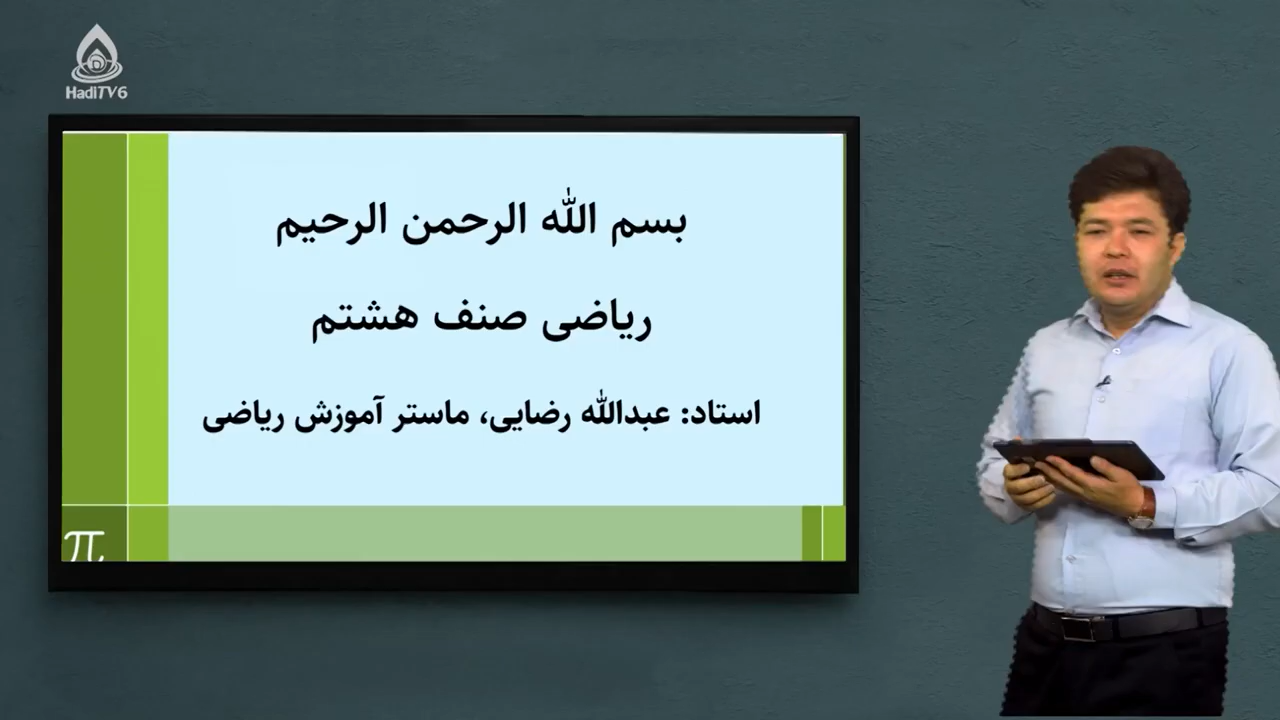 HadiTV6
بسم الله الرحمن الرحیم
ریاضی صنف هشتم
استاد: عبدالله رضایی، ماستر آموزش ریاضی
π